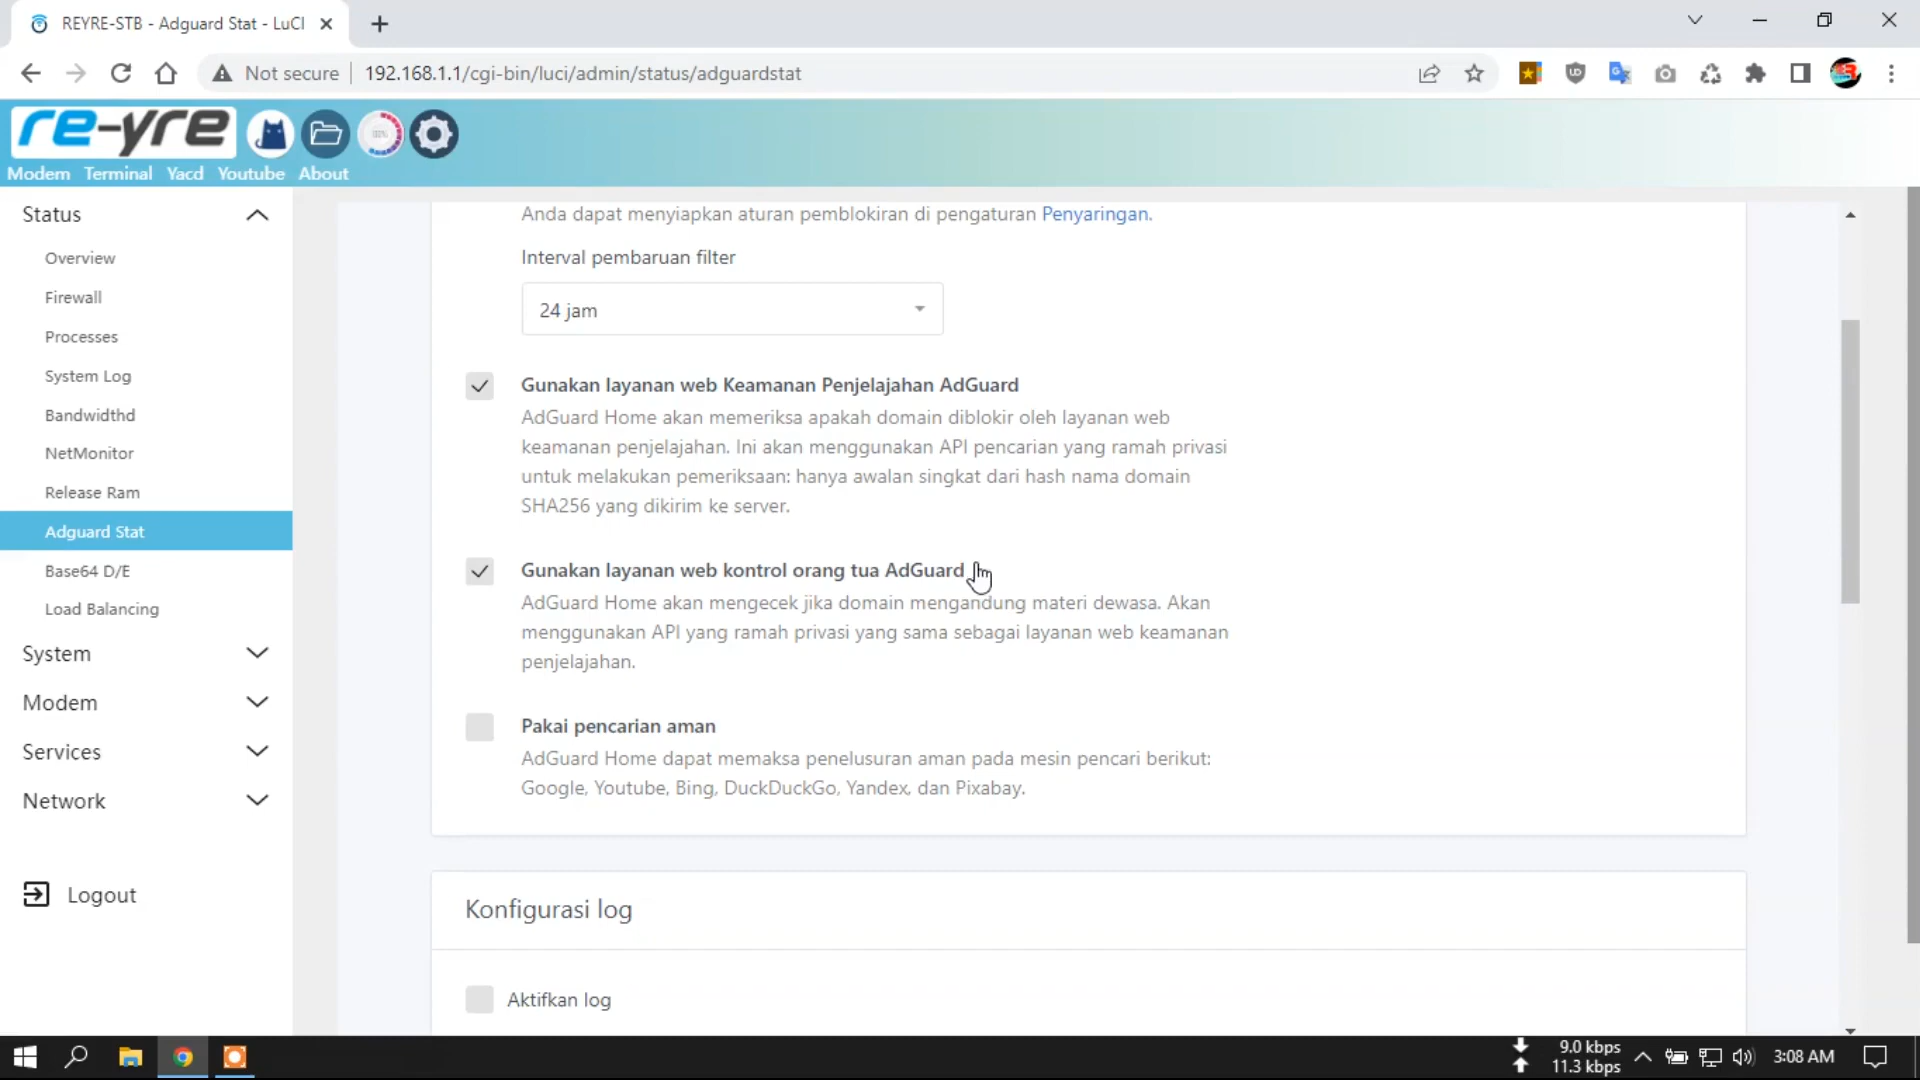 REYRE-STB - Adguard Stat - LuCI
Not secure
192.168.1.1/cgi-bin/luci/admin/status/adguardstat
re-yre
Modem Terminal Yacd Youtube About
Status
Overview
Firewall
Processes
System Log
Bandwidthd
NetMonitor
Release Ram
Adguard Stat
Base64 D/E
Load Balancing
System
Modem
Services
Network
Logout
Anda dapat menyiapkan aturan pemblokiran di pengaturan Penyaringan.
Interval pembaruan filter
24 jam
Gunakan layanan web Keamanan Penjelajahan AdGuard
AdGuard Home akan memeriksa apakah domain diblokir oleh layanan web
keamanan penjelajahan. Ini akan menggunakan API pencarian yang ramah privasi
untuk melakukan pemeriksaan: hanya awalan singkat dari hash nama domain
SHA256 yang dikirim ke server.
Gunakan layanan web kontrol orang tua AdGuard
AdGuard Home akan mengecek jika domain mengandung materi dewasa. Akan
menggunakan API yang ramah privasi yang sama sebagai layanan web keamanan
penjelajahan.
Pakai pencarian aman
AdGuard Home dapat memaksa penelusuran aman pada mesin pencari berikut:
Google, Youtube, Bing, DuckDuckGo, Yandex, dan Pixabay.
Konfigurasi log
Aktifkan log
9.0 kbps
11.3 kbps
3:08 AM